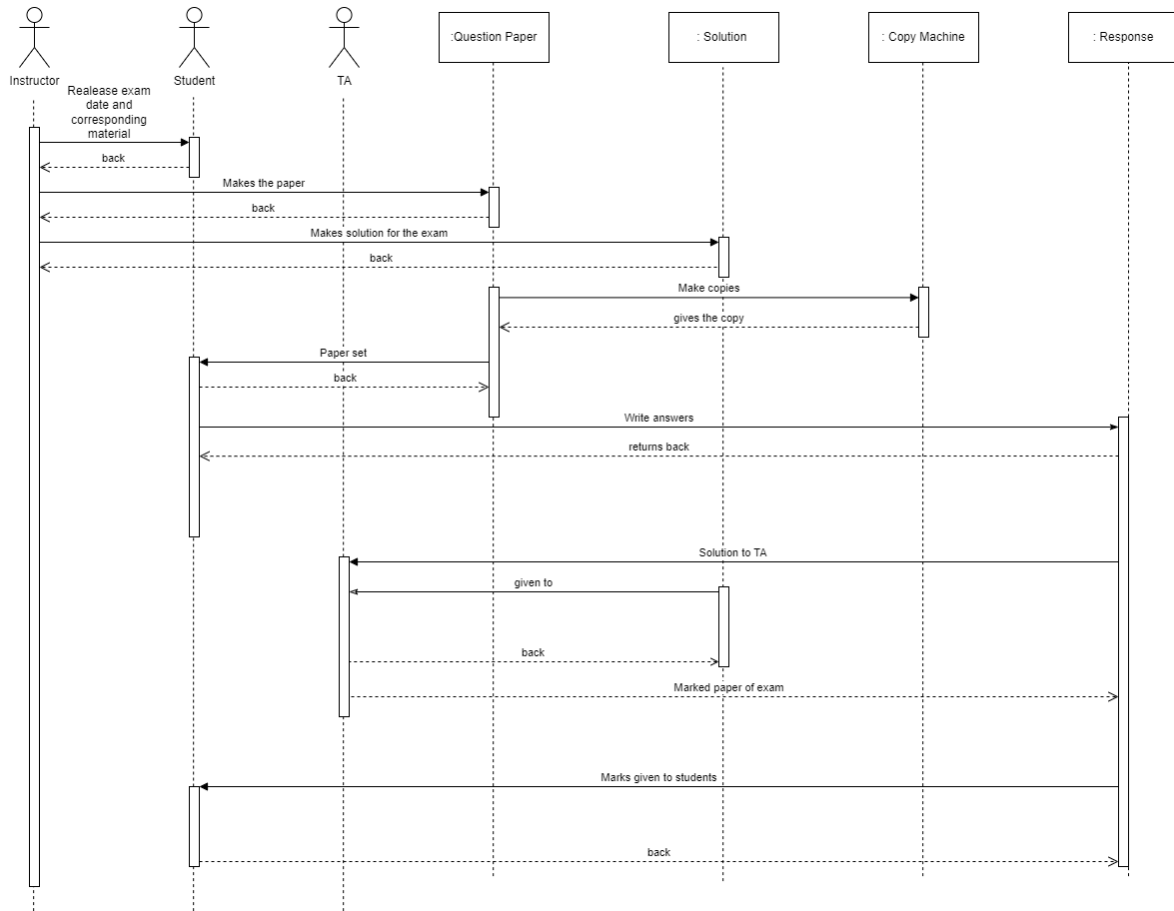 :Question Paper
: Solution
: Copy Machine
: Response
Instructor
Student
TA
Realease exam
date and
corresponding
material
back
Makes the paper
back
Makes solution for the exam
back
Make copies
gives the copy
Paper set
back
Write answers
returns back
Solution to TA
given to
back
Marked paper of exam
Marks given to students
back